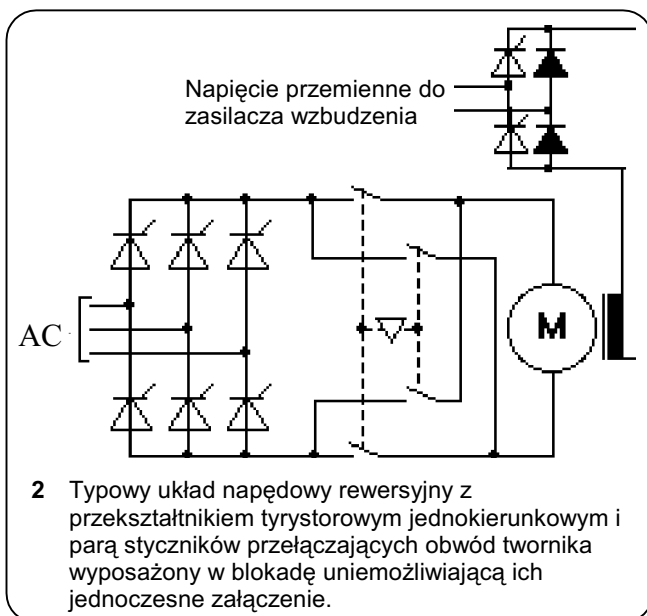 Napięcie przemienne do
zasilacza wzbudzenia
AC
M
2 Typowy układ napędowy rewersyjny z
przekształtnikiem tyrystorowym jednokierunkowym i
parą styczników przełączających obwód twornika
wyposażony w blokadę uniemożliwiającą ich
jednoczesne załączenie.